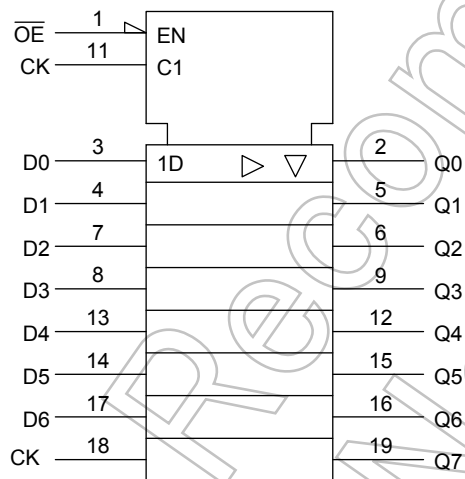 OE 1 EN
CK 11 C1
D0 3 1D 2 Q0
D1 4 5 Q1
D2 7 6 Q2
D3 8 9 Q3
D4 13 12 Q4
D5 14 15 Q5
D6 17 16 Q6
CK 18 19 Q7
Recom